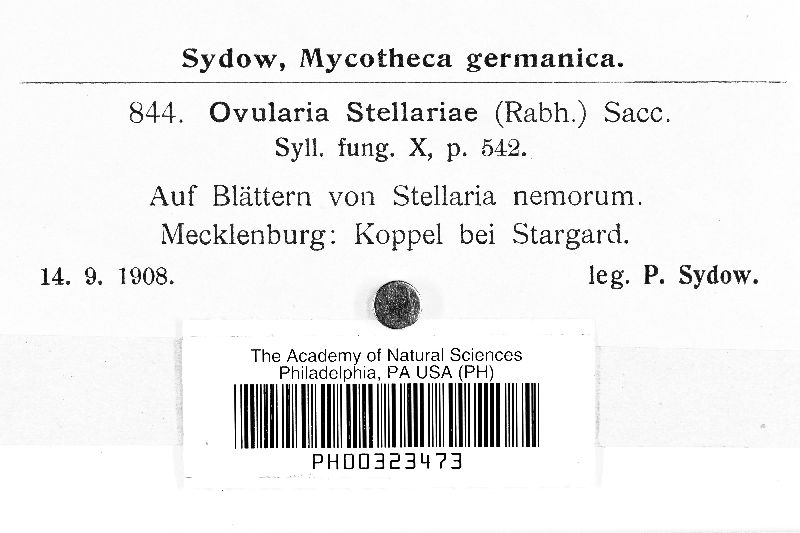 Sydow, Mycotheca germanica.
844. Ovularia Stellariae (Rabh.) Sacc.
Syll. fung. X, p. 542.
Auf Blättern von Stellaria nemorum.
Mecklenburg: Koppel bei Stargard.
14. 9. 1908. leg. P. Sydow.
The Academy of Natural Sciences
Philadelphia, PA USA (PH)
PH00323473